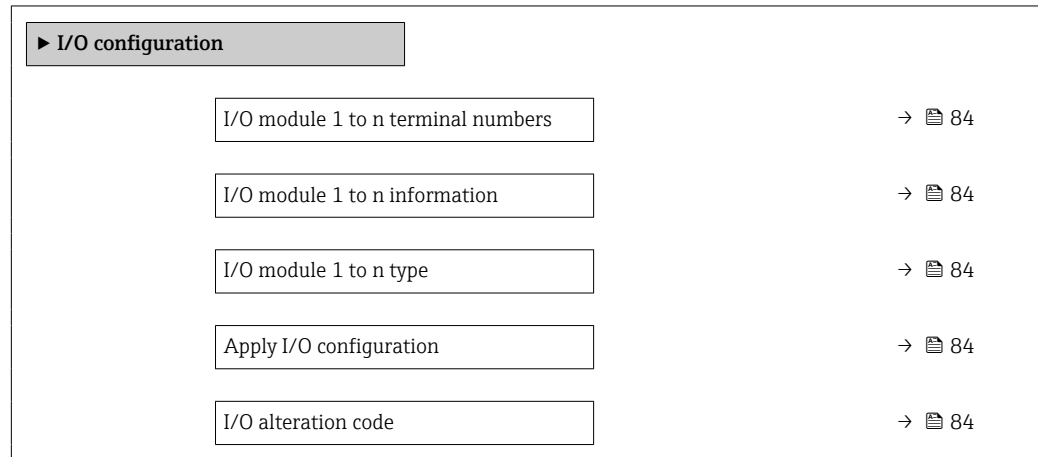 ► I/O configuration
I/O module 1 to n terminal numbers → 84
I/O module 1 to n information → 84
I/O module 1 to n type → 84
Apply I/O configuration → 84
I/O alteration code → 84